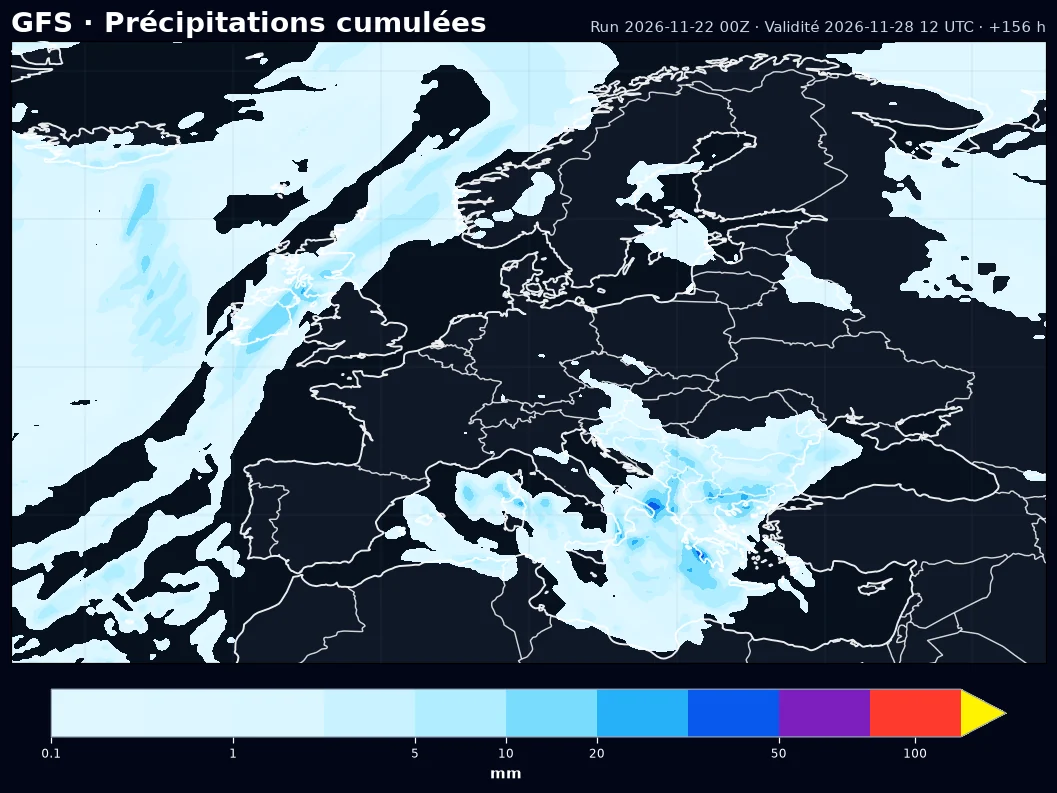 GFS · Précipitations cumulées
Run 2026-11-22 00Z · Validité 2026-11-28 12 UTC · +156 h
0.1 1 5 10 20 50 100
mm